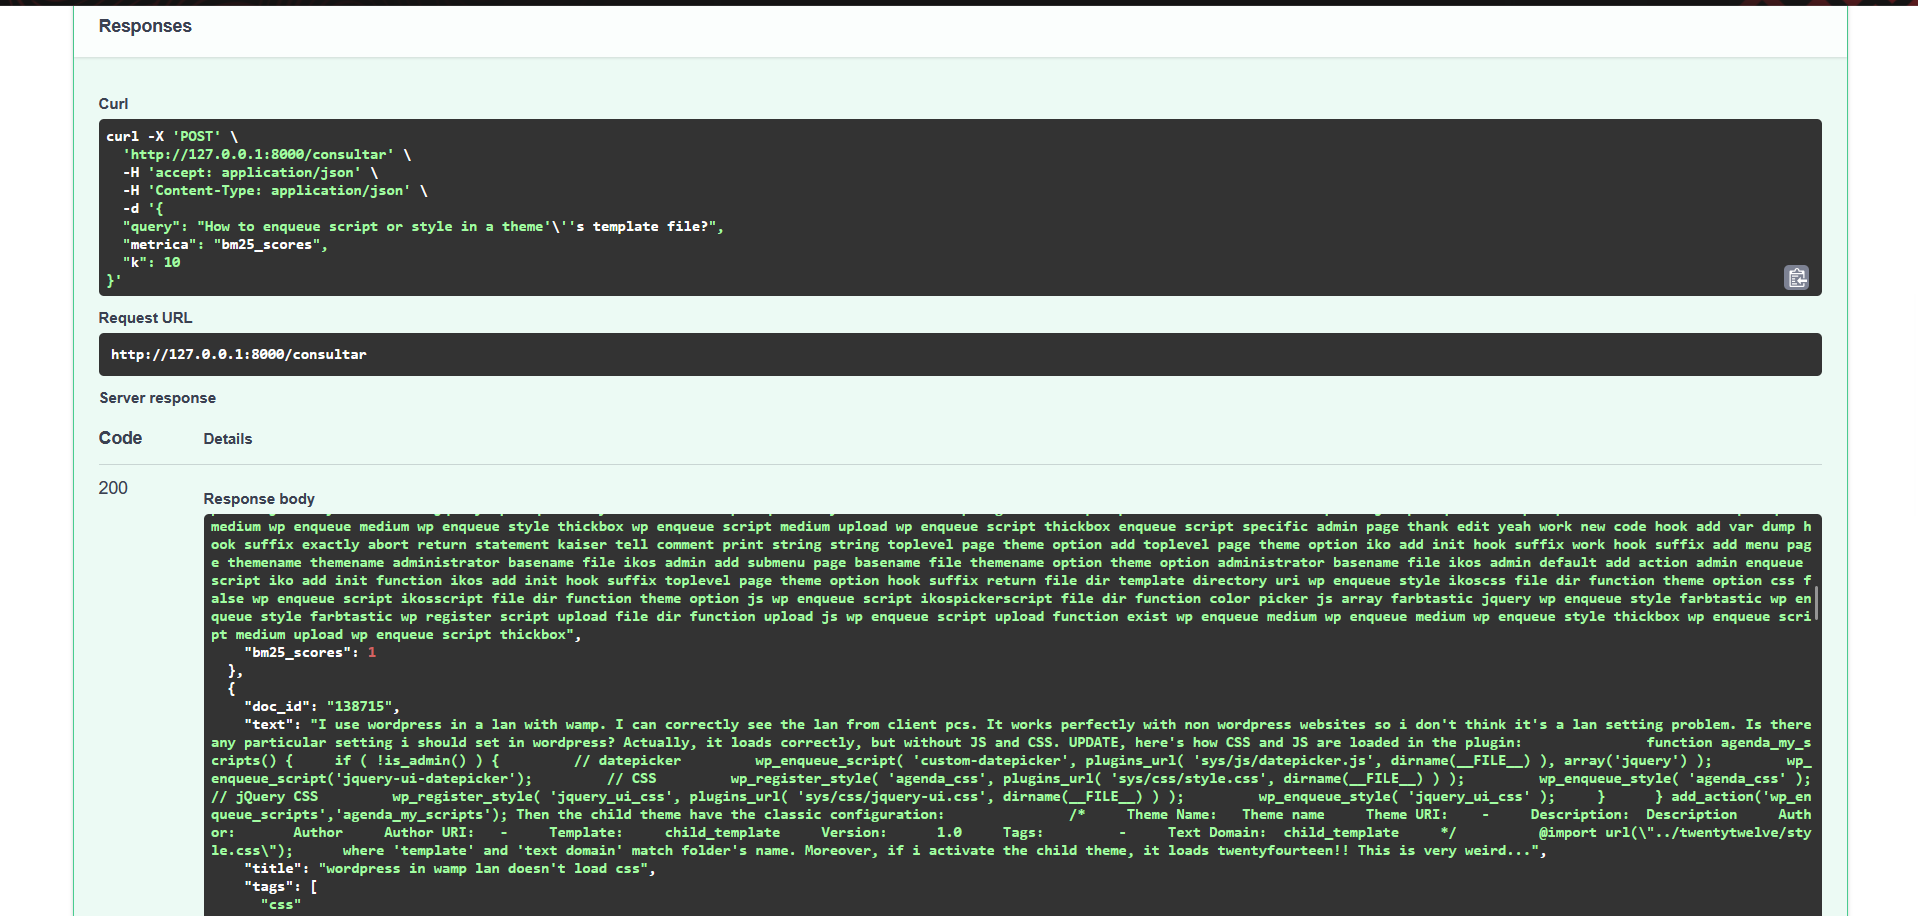 Responses
Curl
curl -X 'POST' \
  'http://127.0.0.1:8000/consultar' \
  -H 'accept: application/json' \
  -H 'Content-Type: application/json' \
  -d '{
  "query": "How to enqueue script or style in a theme'\''s template file?",
  "metrica": "bm25_scores",
  "k": 10
}'
Request URL
http://127.0.0.1:8000/consultar
Server response
Code Details
200
Response body
medium wp enqueue medium wp enqueue style thickbox wp enqueue script medium upload wp enqueue script thickbox enqueue script specific admin page thank edit yeah work new code hook add var dump h
ook suffix exactly abort return statement kaiser tell comment print string string toplevel page theme option add toplevel page theme option iko add init hook suffix work hook suffix add menu pag
e themename themename administrator basename file ikos admin add submenu page basename file themename option theme option administrator basename file ikos admin default add action admin enqueue
script iko add init function ikos add init hook suffix toplevel page theme option hook suffix return file dir template directory uri wp enqueue style ikoscss file dir function theme option css f
alse wp enqueue script ikosscript file dir function theme option js wp enqueue script ikospickerscript file dir function color picker js array farbtastic jquery wp enqueue style farbtastic wp en
queue style farbtastic wp register script upload file dir function upload js wp enqueue script upload function exist wp enqueue medium wp enqueue medium wp enqueue style thickbox wp enqueue scri
pt medium upload wp enqueue script thickbox",
    "bm25_scores": 1
  },
  {
    "doc_id": "138715",
    "text": "I use wordpress in a lan with wamp. I can correctly see the lan from client pcs. It works perfectly with non wordpress websites so i don't think it's a lan setting problem. Is there
any particular setting i should set in wordpress? Actually, it loads correctly, but without JS and CSS. UPDATE, here's how CSS and JS are loaded in the plugin:               function agenda_my_s
cripts() {     if ( !is_admin() ) {         // datepicker         wp_enqueue_script( 'custom-datepicker', plugins_url( 'sys/js/datepicker.js', dirname(__FILE__) ), array('jquery') );         wp_
enqueue_script('jquery-ui-datepicker');         // CSS         wp_register_style( 'agenda_css', plugins_url( 'sys/css/style.css', dirname(__FILE__) ) );         wp_enqueue_style( 'agenda_css' );
// jQuery CSS         wp_register_style( 'jquery_ui_css', plugins_url( 'sys/css/jquery-ui.css', dirname(__FILE__) ) );         wp_enqueue_style( 'jquery_ui_css' );     }      } add_action('wp_en
queue_scripts','agenda_my_scripts'); Then the child theme have the classic configuration:               /*     Theme Name:   Theme name     Theme URI:    -     Description:  Description     Auth
or:       Author     Author URI:   -     Template:     child_template     Version:      1.0     Tags:         -     Text Domain:  child_template     */          @import url(\"../twentytwelve/sty
le.css\");      where 'template' and 'text domain' match folder's name. Moreover, if i activate the child theme, it loads twentyfourteen!! This is very weird...",
    "title": "wordpress in wamp lan doesn't load css",
    "tags": [
      "css"